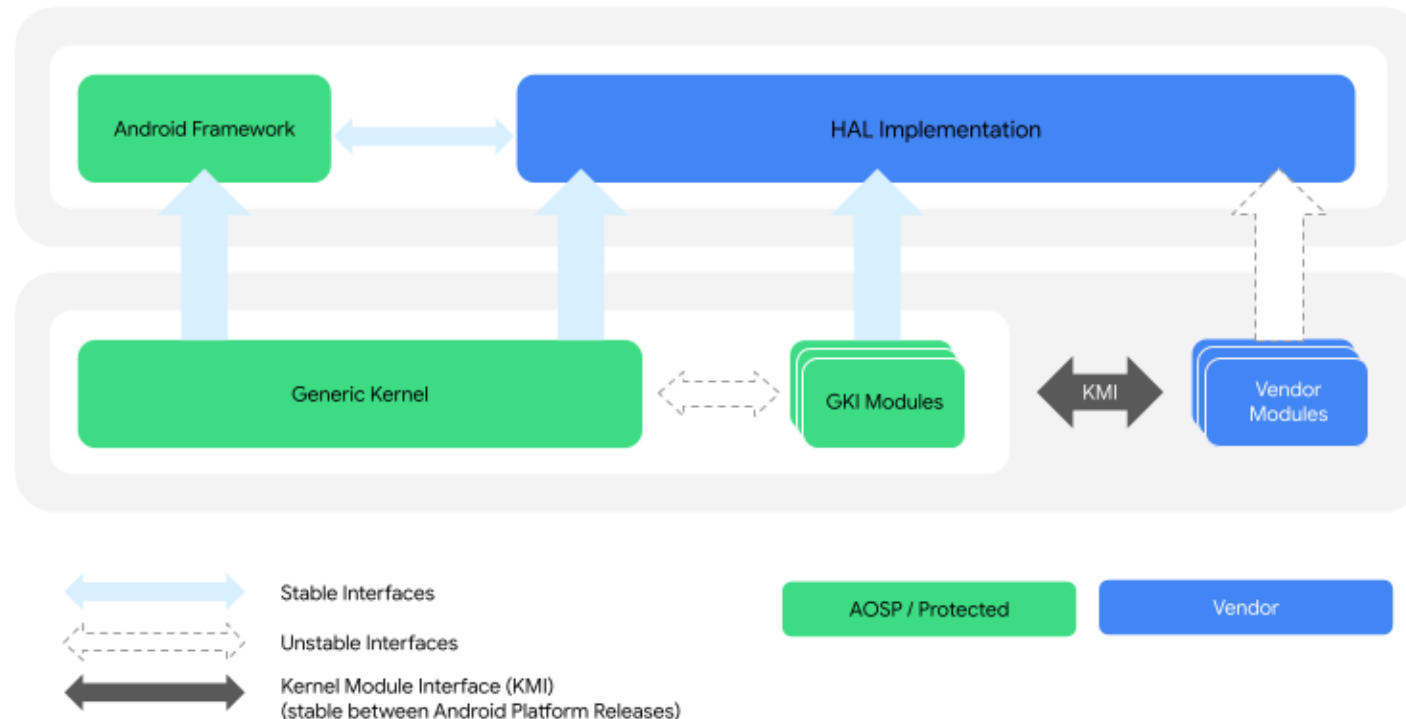 Android Framework
HAL Implementation
Generic Kernel
GKI Modules
KMI
Vendor
Modules
Stable Interfaces
Unstable Interfaces
Kernel Module Interface (KMI)
(stable between Android Platform Releases)
AOSP / Protected
Vendor